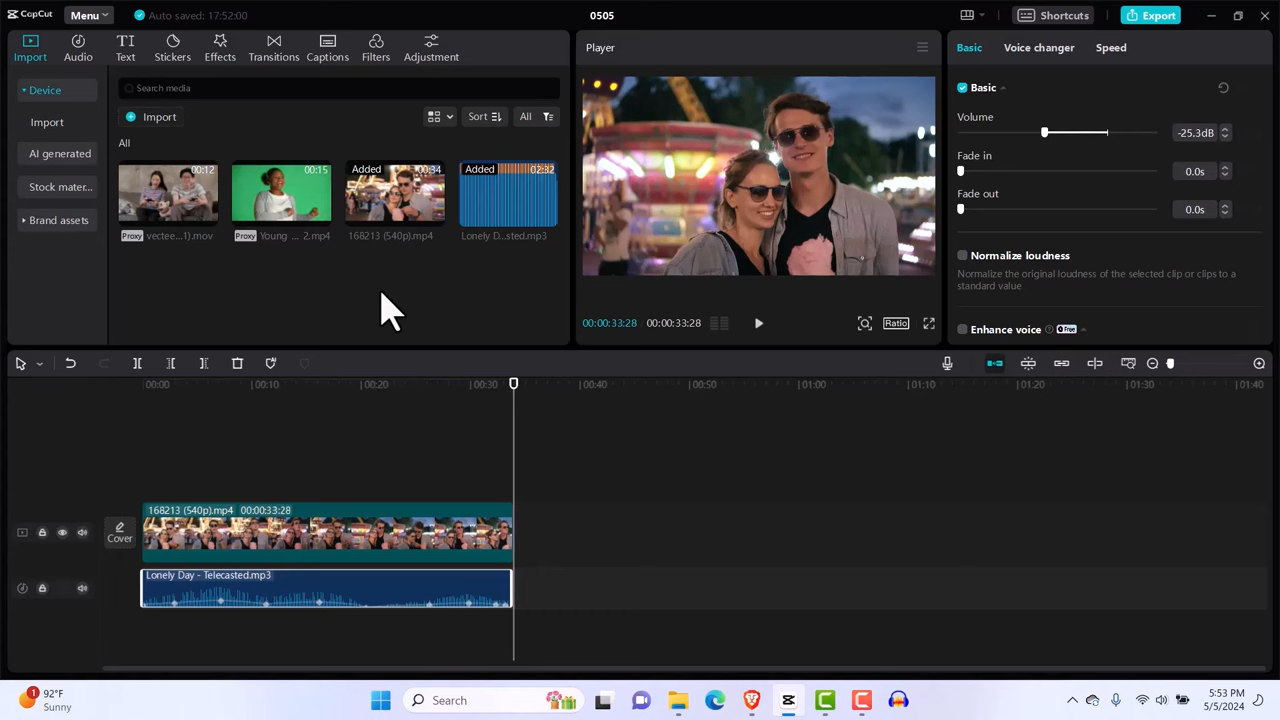 CapCut
Menu
Auto saved: 17:52:00
0505
Shortcuts
Export
Import
Audio
Text
Stickers
Effects
Transitions
Captions
Filters
Adjustment
Device
Import
AI generated
Stock mater...
Brand assets
Search media
Import
Sort
All
All
00:12
00:15
Added 00:34
Added 02:32
Proxy vectee...1).mov
Proxy Young ... 2.mp4
168213 (540p).mp4
Lonely D...sted.mp3
Player
00:00:33:28 00:00:33:28
Ratio
Basic
Voice changer
Speed
Basic
Volume
-25.3dB
Fade in
0.0s
Fade out
0.0s
Normalize loudness
Normalize the original loudness of the selected clip or clips to a
standard value
Enhance voice
Free
00:00 00:10 00:20 00:30 00:40 00:50 01:00 01:10 01:20 01:30 01:40
168213 (540p).mp4 00:00:33:28
Cover
Lonely Day - Telecasted.mp3
1
92°F
Sunny
Search
5:53 PM
5/5/2024